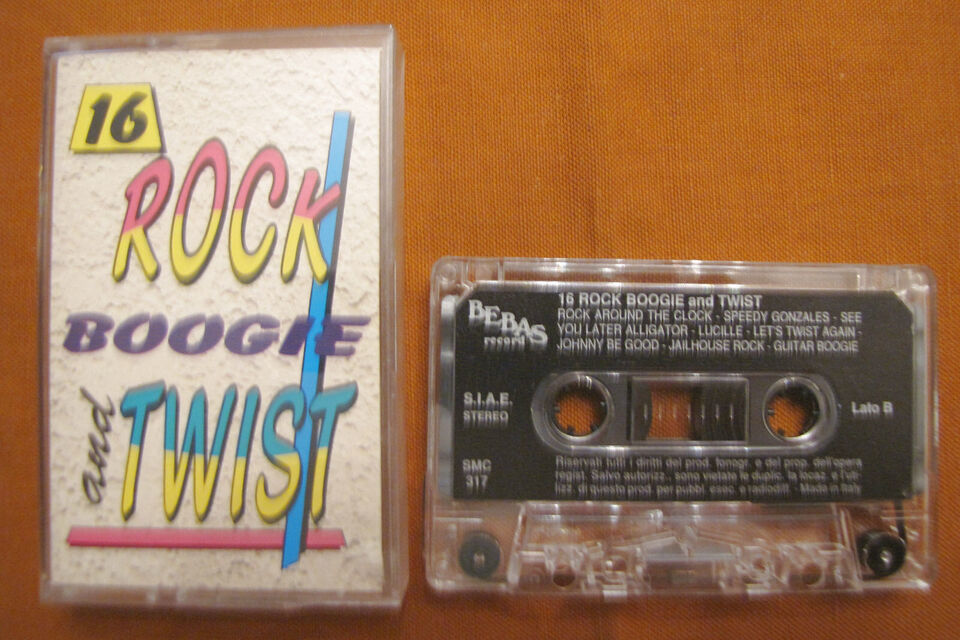 16
ROCK
BOOGIE
and
TWIST
BEBAS
record
16 ROCK BOOGIE and TWIST
ROCK AROUND THE CLOCK - SPEEDY GONZALES - SEE
YOU LATER ALLIGATOR - LUCILLE - LET'S TWIST AGAIN -
JOHNNY BE GOOD - JAILHOUSE ROCK - GUITAR BOOGIE
S.I.A.E.
STEREO
Lato B
SMC
317
Riservati tutti i diritti del prod. fonogr. e del prop. dell'opera
regist. Salvo autorizz., sono vietate le duplic. la locaz. e l'uti-
lizz. di questo prod. per pubbl. esec. e radiodiff. - Made in Italy